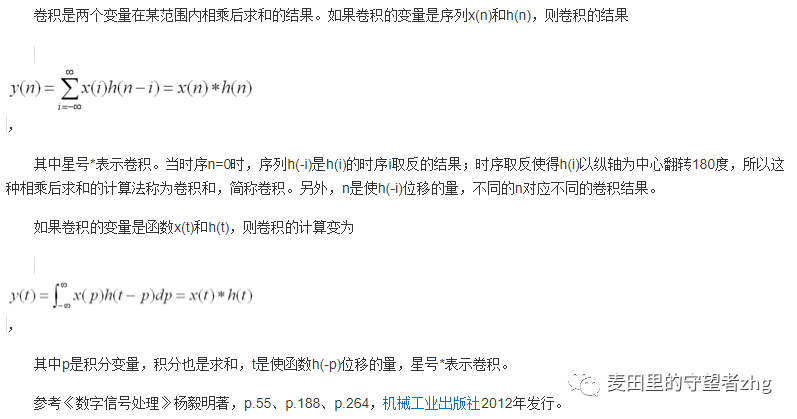 卷积是两个变量在某范围内相乘后求和的结果。如果卷积的变量是序列x(n)和h(n)，则卷积的结果
y(n) = ∑_{i=-∞}^{∞} x(i)h(n-i) = x(n)*h(n)
，
其中星号*表示卷积。当时序n=0时，序列h(-i)是h(i)的时序i取反的结果；时序取反使得h(i)以纵轴为中心翻转180度，所以这
种相乘后求和的计算法称为卷积和，简称卷积。另外，n是使h(-i)位移的量，不同的n对应不同的卷积结果。
如果卷积的变量是函数x(t)和h(t)，则卷积的计算变为
y(t) = ∫_{-∞}^{∞} x(p)h(t-p)dp = x(t)*h(t)
，
其中p是积分变量，积分也是求和，t是使函数h(-p)位移的量，星号*表示卷积。
参考《数字信号处理》杨毅明著，p.55、p.188、p.264，机械工业出版社2012年发行。
麦田里的守望者zhg